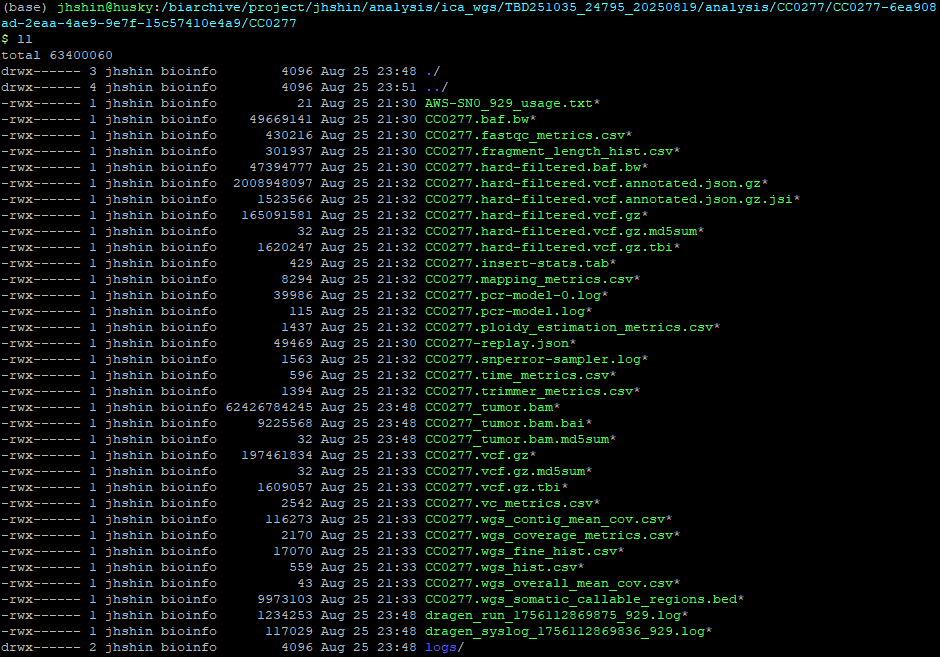 (base) jhshin@husky:/biarchive/project/jhshin/analysis/ica_wgs/TBD251035_24795_20250819/analysis/CC0277/CC0277-6ea908
ad-2eaa-4ae9-9e7f-15c57410e4a9/CC0277
$ ll
total 63400060
drwx------ 3 jhshin bioinfo        4096 Aug 25 23:48 ./
drwx------ 4 jhshin bioinfo        4096 Aug 25 23:51 ../
-rwx------ 1 jhshin bioinfo          21 Aug 25 21:30 AWS-SN0_929_usage.txt*
-rwx------ 1 jhshin bioinfo    49669141 Aug 25 21:30 CC0277.baf.bw*
-rwx------ 1 jhshin bioinfo      430216 Aug 25 21:30 CC0277.fastqc_metrics.csv*
-rwx------ 1 jhshin bioinfo      301937 Aug 25 21:30 CC0277.fragment_length_hist.csv*
-rwx------ 1 jhshin bioinfo    47394777 Aug 25 21:30 CC0277.hard-filtered.baf.bw*
-rwx------ 1 jhshin bioinfo  2008948097 Aug 25 21:32 CC0277.hard-filtered.vcf.annotated.json.gz*
-rwx------ 1 jhshin bioinfo     1523566 Aug 25 21:32 CC0277.hard-filtered.vcf.annotated.json.gz.jsi*
-rwx------ 1 jhshin bioinfo   165091581 Aug 25 21:32 CC0277.hard-filtered.vcf.gz*
-rwx------ 1 jhshin bioinfo          32 Aug 25 21:32 CC0277.hard-filtered.vcf.gz.md5sum*
-rwx------ 1 jhshin bioinfo     1620247 Aug 25 21:32 CC0277.hard-filtered.vcf.gz.tbi*
-rwx------ 1 jhshin bioinfo         429 Aug 25 21:32 CC0277.insert-stats.tab*
-rwx------ 1 jhshin bioinfo        8294 Aug 25 21:32 CC0277.mapping_metrics.csv*
-rwx------ 1 jhshin bioinfo       39986 Aug 25 21:32 CC0277.pcr-model-0.log*
-rwx------ 1 jhshin bioinfo         115 Aug 25 21:32 CC0277.pcr-model.log*
-rwx------ 1 jhshin bioinfo        1437 Aug 25 21:32 CC0277.ploidy_estimation_metrics.csv*
-rwx------ 1 jhshin bioinfo       49469 Aug 25 21:30 CC0277-replay.json*
-rwx------ 1 jhshin bioinfo        1563 Aug 25 21:32 CC0277.snperror-sampler.log*
-rwx------ 1 jhshin bioinfo         596 Aug 25 21:32 CC0277.time_metrics.csv*
-rwx------ 1 jhshin bioinfo        1394 Aug 25 21:32 CC0277.trimmer_metrics.csv*
-rwx------ 1 jhshin bioinfo 62426784245 Aug 25 23:48 CC0277_tumor.bam*
-rwx------ 1 jhshin bioinfo     9225568 Aug 25 23:48 CC0277_tumor.bam.bai*
-rwx------ 1 jhshin bioinfo          32 Aug 25 23:48 CC0277_tumor.bam.md5sum*
-rwx------ 1 jhshin bioinfo   197461834 Aug 25 21:33 CC0277.vcf.gz*
-rwx------ 1 jhshin bioinfo          32 Aug 25 21:33 CC0277.vcf.gz.md5sum*
-rwx------ 1 jhshin bioinfo     1609057 Aug 25 21:33 CC0277.vcf.gz.tbi*
-rwx------ 1 jhshin bioinfo        2542 Aug 25 21:33 CC0277.vc_metrics.csv*
-rwx------ 1 jhshin bioinfo      116273 Aug 25 21:33 CC0277.wgs_contig_mean_cov.csv*
-rwx------ 1 jhshin bioinfo        2170 Aug 25 21:33 CC0277.wgs_coverage_metrics.csv*
-rwx------ 1 jhshin bioinfo       17070 Aug 25 21:33 CC0277.wgs_fine_hist.csv*
-rwx------ 1 jhshin bioinfo         559 Aug 25 21:33 CC0277.wgs_hist.csv*
-rwx------ 1 jhshin bioinfo          43 Aug 25 21:33 CC0277.wgs_overall_mean_cov.csv*
-rwx------ 1 jhshin bioinfo     9973103 Aug 25 21:33 CC0277.wgs_somatic_callable_regions.bed*
-rwx------ 1 jhshin bioinfo     1234253 Aug 25 23:48 dragen_run_1756112869875_929.log*
-rwx------ 1 jhshin bioinfo      117029 Aug 25 23:48 dragen_syslog_1756112869836_929.log*
drwx------ 2 jhshin bioinfo        4096 Aug 25 23:48 logs/